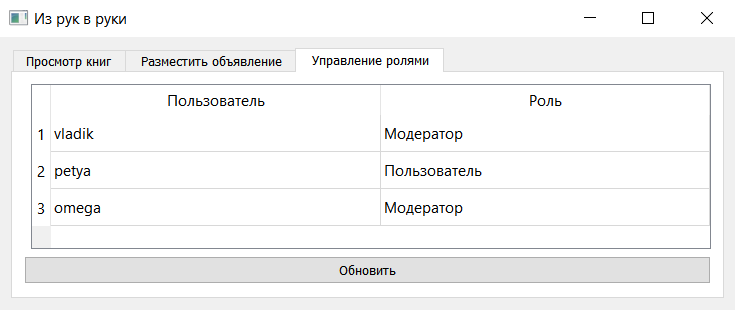 Из рук в руки
Просмотр книг Разместить объявление Управление ролями
Пользователь Роль
1 vladik Модератор
2 petya Пользователь
3 omega Модератор
Обновить